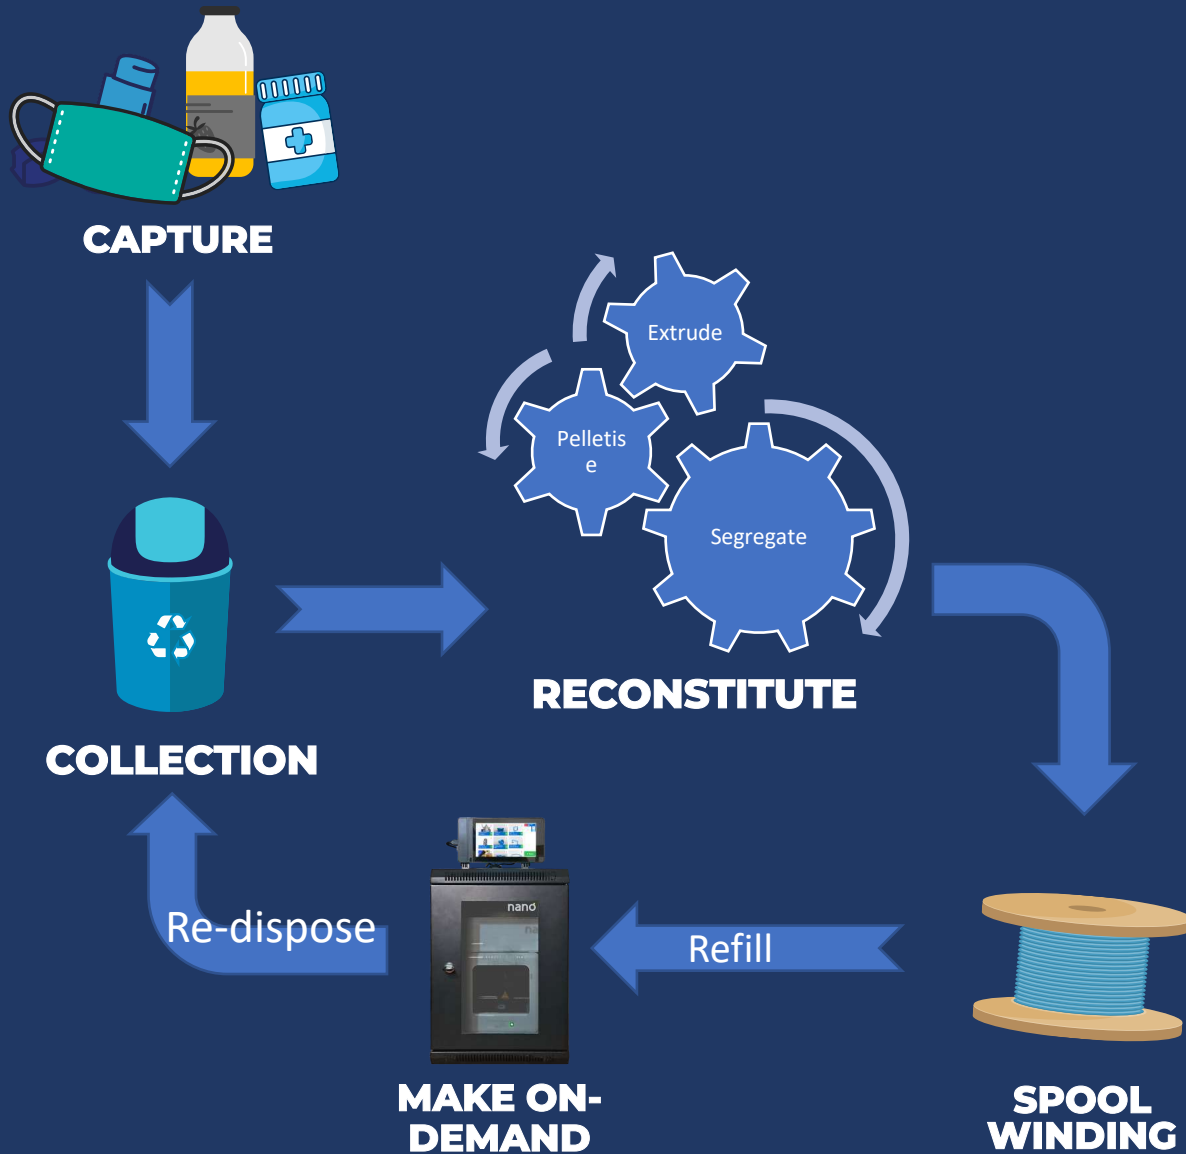 CAPTURE
Extrude
Pelletis
e
Segregate
RECONSTITUTE
COLLECTION
Re-dispose
nano
Refill
MAKE ON-
DEMAND
SPOOL
WINDING